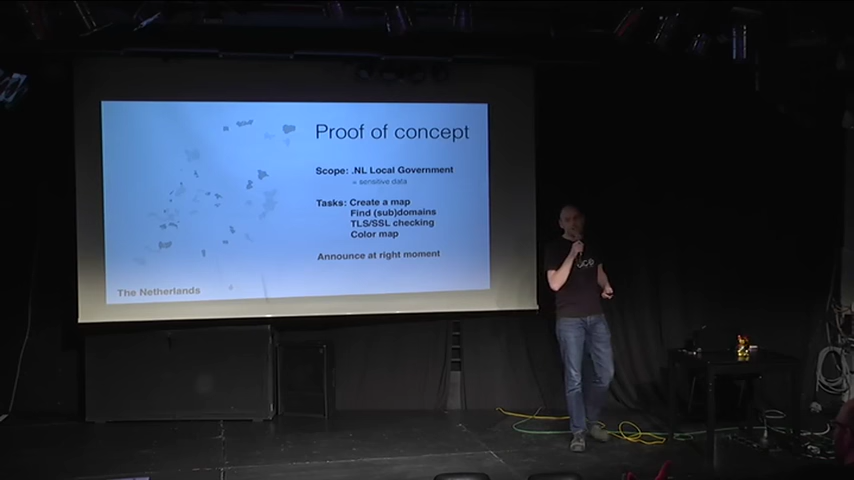 Proof of concept
Scope: .NL Local Government
= sensitive data
Tasks: Create a map
Find (sub)domains
TLS/SSL checking
Color map
Announce at right moment
The Netherlands